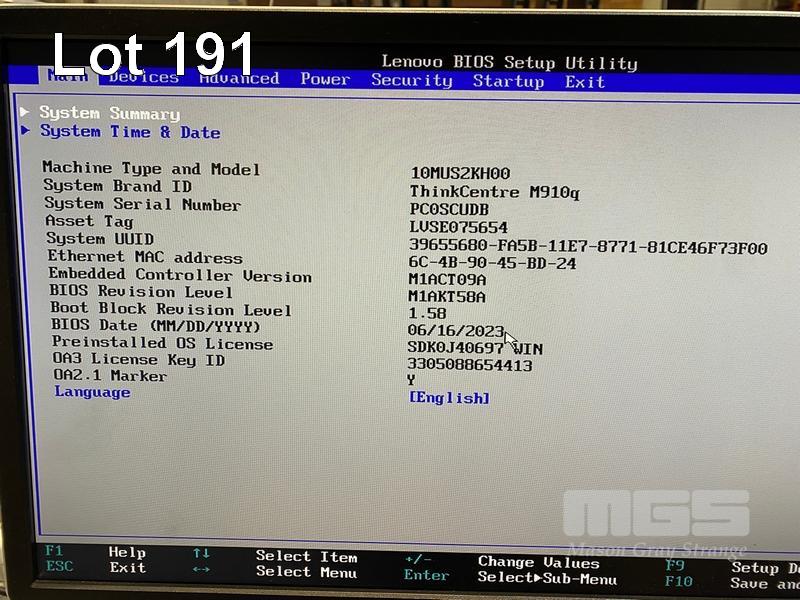 Lot 191
Lenovo BIOS Setup Utility
Main Devices Advanced Power Security Startup Exit
▶ System Summary
▶ System Time & Date
Machine Type and Model 10MUS2KH00
System Brand ID ThinkCentre M910q
System Serial Number PC0SCUDB
Asset Tag LVSE075654
System UUID 39655680-FA5B-11E7-8771-81CE46F73F00
Ethernet MAC address 6C-4B-90-45-BD-24
Embedded Controller Version M1ACT09A
BIOS Revision Level M1AKT58A
Boot Block Revision Level 1.58
BIOS Date (MM/DD/YYYY) 06/16/2023
Preinstalled OS License SDK0J40697 WIN
OA3 License Key ID 3305088654413
OA2.1 Marker Y
Language [English]
MGS
Mason Gray Strange
F1 Help ↑↓ Select Item +/- Change Values F9 Setup D
ESC Exit ↔ Select Menu Enter Select▶Sub-Menu F10 Save and